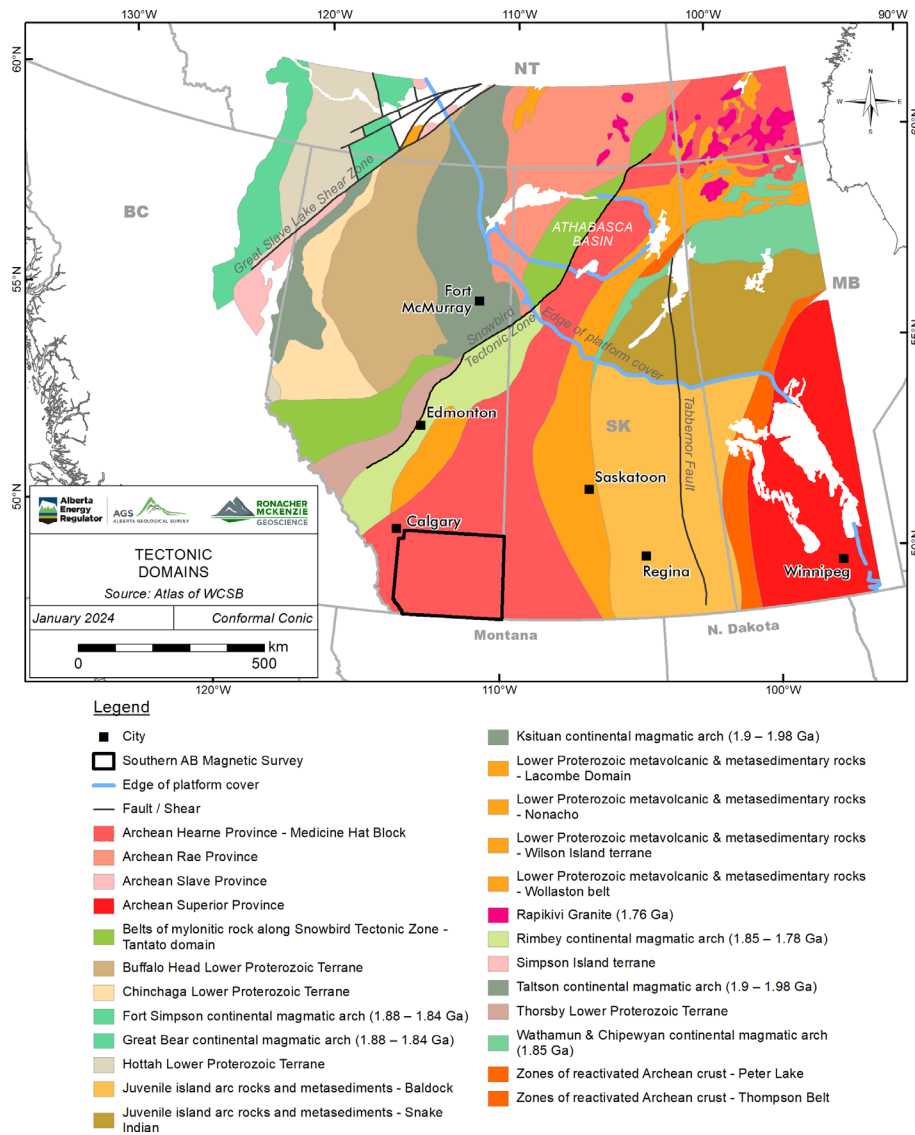 130°W
120°W
110°W
100°W
90°W
60°N
60°N
NT
N
W
E
S
BC
Great Slave Lake Shear Zone
ATHABASCA
BASIN
55°N
55°N
MB
Fort
McMurray
Snowbird
Tectonic Zone
Edge of platform cover
Edmonton
SK
Tabbernor Fault
Saskatoon
50°N
50°N
Calgary
Regina
Winnipeg
Montana
N. Dakota
Alberta
Energy
Regulator
AGS
ALBERTA GEOLOGICAL SURVEY
RONACHER
MCKENZIE
GEOSCIENCE
TECTONIC
DOMAINS
Source: Atlas of WCSB
January 2024
Conformal Conic
km
0
500
120°W
110°W
100°W
Legend
City
Southern AB Magnetic Survey
Edge of platform cover
Fault / Shear
Archean Hearne Province - Medicine Hat Block
Archean Rae Province
Archean Slave Province
Archean Superior Province
Belts of mylonitic rock along Snowbird Tectonic Zone -
Tantato domain
Buffalo Head Lower Proterozoic Terrane
Chinchaga Lower Proterozoic Terrane
Fort Simpson continental magmatic arch (1.88 – 1.84 Ga)
Great Bear continental magmatic arch (1.88 – 1.84 Ga)
Hottah Lower Proterozoic Terrane
Juvenile island arc rocks and metasediments - Baldock
Juvenile island arc rocks and metasediments - Snake
Indian
Ksituan continental magmatic arch (1.9 – 1.98 Ga)
Lower Proterozoic metavolcanic & metasedimentary rocks
- Lacombe Domain
Lower Proterozoic metavolcanic & metasedimentary rocks
- Nonacho
Lower Proterozoic metavolcanic & metasedimentary rocks
- Wilson Island terrane
Lower Proterozoic metavolcanic & metasedimentary rocks
- Wollaston belt
Rapikivi Granite (1.76 Ga)
Rimbey continental magmatic arch (1.85 – 1.78 Ga)
Simpson Island terrane
Taltson continental magmatic arch (1.9 – 1.98 Ga)
Thorsby Lower Proterozoic Terrane
Wathamun & Chipewyan continental magmatic arch
(1.85 Ga)
Zones of reactivated Archean crust - Peter Lake
Zones of reactivated Archean crust - Thompson Belt